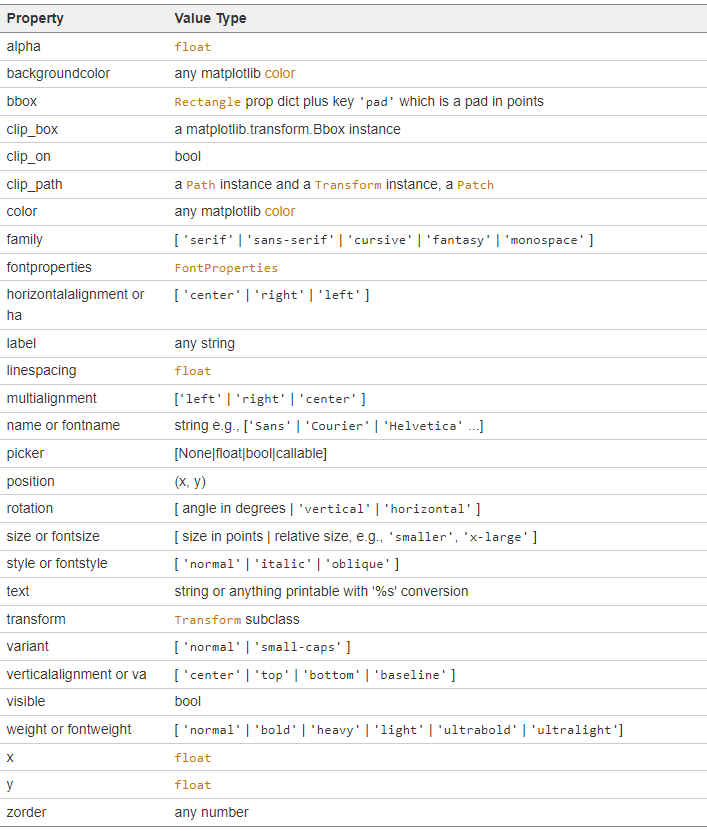 Property Value Type
alpha float
backgroundcolor any matplotlib color
bbox Rectangle prop dict plus key 'pad' which is a pad in points
clip_box a matplotlib.transform.Bbox instance
clip_on bool
clip_path a Path instance and a Transform instance, a Patch
color any matplotlib color
family [ 'serif' | 'sans-serif' | 'cursive' | 'fantasy' | 'monospace' ]
fontproperties FontProperties
horizontalalignment or [ 'center' | 'right' | 'left' ]
ha
label any string
linespacing float
multialignment ['left' | 'right' | 'center' ]
name or fontname string e.g., ['Sans' | 'Courier' | 'Helvetica' ...]
picker [None|float|bool|callable]
position (x, y)
rotation [ angle in degrees | 'vertical' | 'horizontal' ]
size or fontsize [ size in points | relative size, e.g., 'smaller', 'x-large' ]
style or fontstyle [ 'normal' | 'italic' | 'oblique' ]
text string or anything printable with '%s' conversion
transform Transform subclass
variant [ 'normal' | 'small-caps' ]
verticalalignment or va [ 'center' | 'top' | 'bottom' | 'baseline' ]
visible bool
weight or fontweight [ 'normal' | 'bold' | 'heavy' | 'light' | 'ultrabold' | 'ultralight']
x float
y float
zorder any number